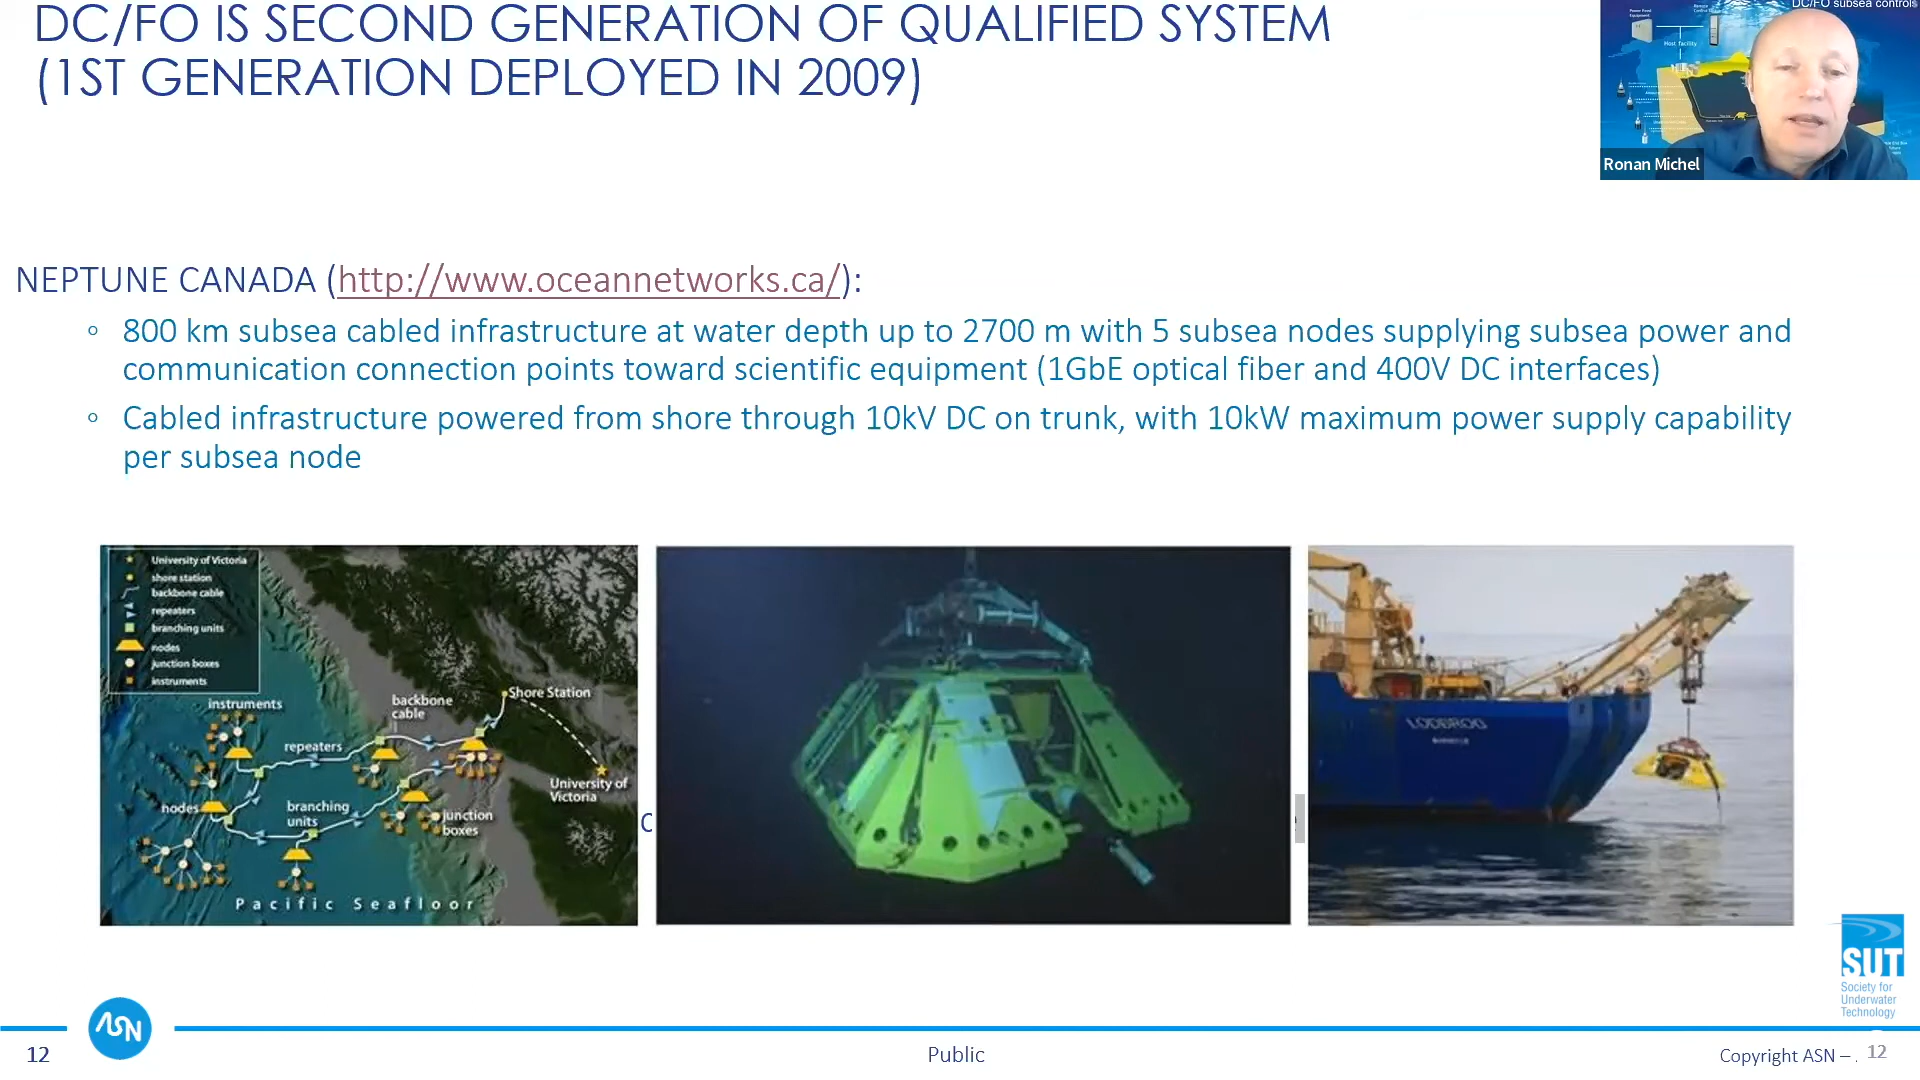 DC/FO IS SECOND GENERATION OF QUALIFIED SYSTEM
(1ST GENERATION DEPLOYED IN 2009)
DC/FO subsea controls
Host facility
Ronan Michel
NEPTUNE CANADA (http://www.oceannetworks.ca/):
◦ 800 km subsea cabled infrastructure at water depth up to 2700 m with 5 subsea nodes supplying subsea power and
communication connection points toward scientific equipment (1GbE optical fiber and 400V DC interfaces)
◦ Cabled infrastructure powered from shore through 10kV DC on trunk, with 10kW maximum power supply capability
per subsea node
University of Victoria
shore station
backbone cable
repeaters
branching units
nodes
junction boxes
instruments
instruments
backbone
cable
Shore Station
repeaters
University of
Victoria
nodes
branching
units
junction
boxes
Pacific Seafloor
LODBROG
SUT
Society for
Underwater
Technology
ASN
12
Public
Copyright ASN – .
12